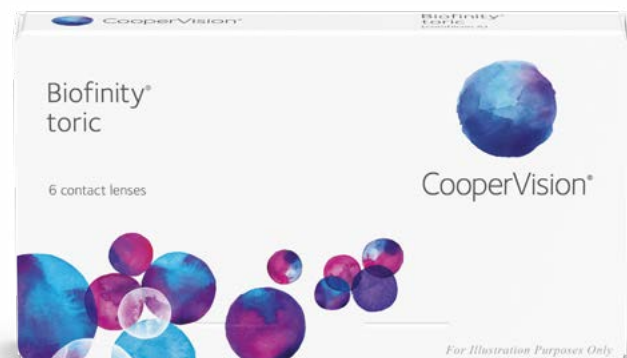 CooperVision®
Biofinity®
toric
Biofinity®
toric
6 contact lenses
CooperVision®
For Illustration Purposes Only